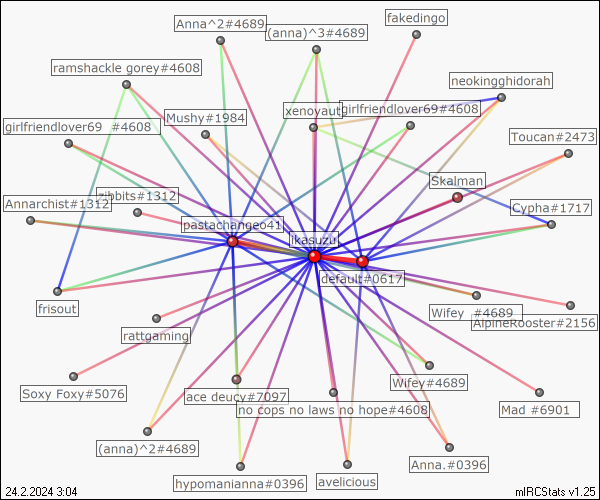 Anna^2#4689
(anna)^3#4689
fakedingo
ramshackle gorey#4608
neokingghidorah
Mushy#1984
xenoyaut
girlfriendlover69#4608
girlfriendlover69 #4608
Toucan#2473
Skalman
zibbits#1312
Annarchist#1312
Cypha#1717
pastachange041
ikasuzu
default#0617
frisout
Wifey #4689
AlpineRooster#2156
rattgaming
Soxy Foxy#5076
ace deucy#7097
Wifey#4689
no cops no laws no hope#4608
Mad #6901
(anna)^2#4689
Anna.#0396
hypomanianna#0396
avelicious
24.2.2024 3:04
mIRCStats v1.25